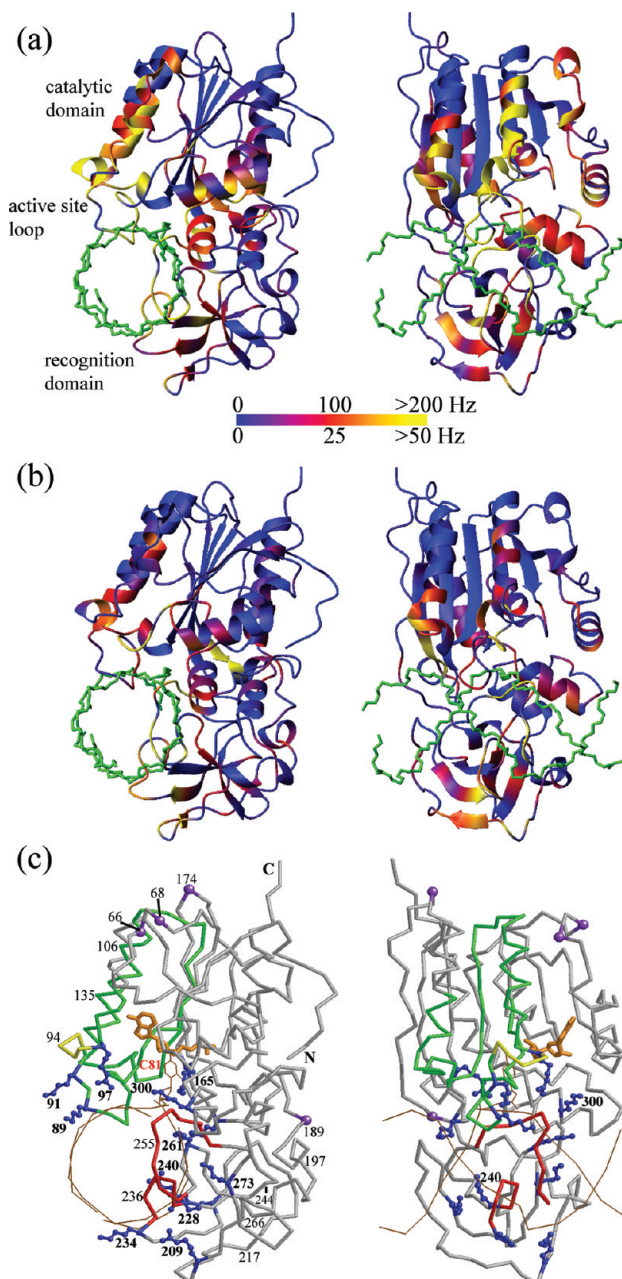 (a)
catalytic
domain
active site
loop
recognition
domain
0 100 >200 Hz
0 25 >50 Hz
(b)
(c)
C
174
68
66
106
135
94
C81
N
91
97
300
165
89
189
255
261
197
300
240
240
236
273
244
228
266
234
209
217